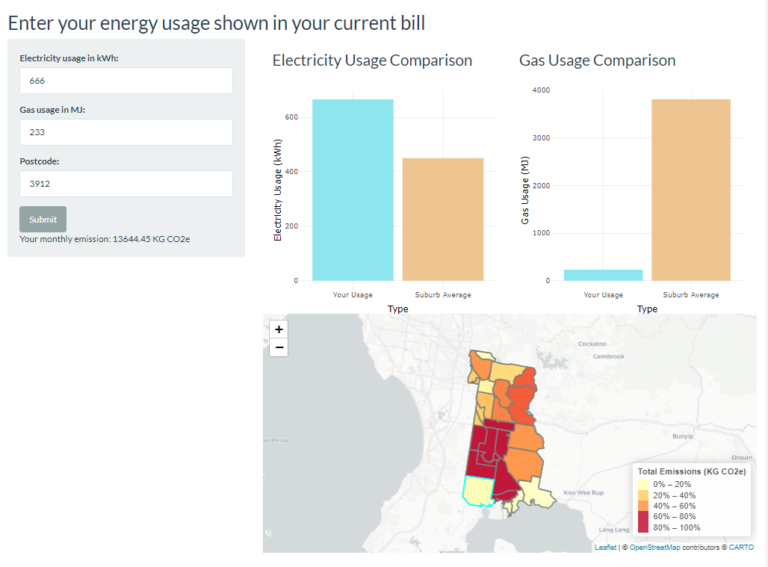 Enter your energy usage shown in your current bill
Electricity usage in kWh:
666
Gas usage in MJ:
233
Postcode:
3912
Submit
Your monthly emission: 13644.45 KG CO2e
Electricity Usage Comparison
Electricity Usage (kWh)
600
400
200
0
Your Usage
Suburb Average
Type
Gas Usage Comparison
Gas Usage (MJ)
4000
3000
2000
1000
0
Your Usage
Suburb Average
Type
+
−
Cockatoo
Gembrook
Bunyip
Drouin
Koo Wee Rup
Lang Lang
Total Emissions (KG CO2e)
0% – 20%
20% – 40%
40% – 60%
60% – 80%
80% – 100%
Leaflet | © OpenStreetMap contributors © CARTO